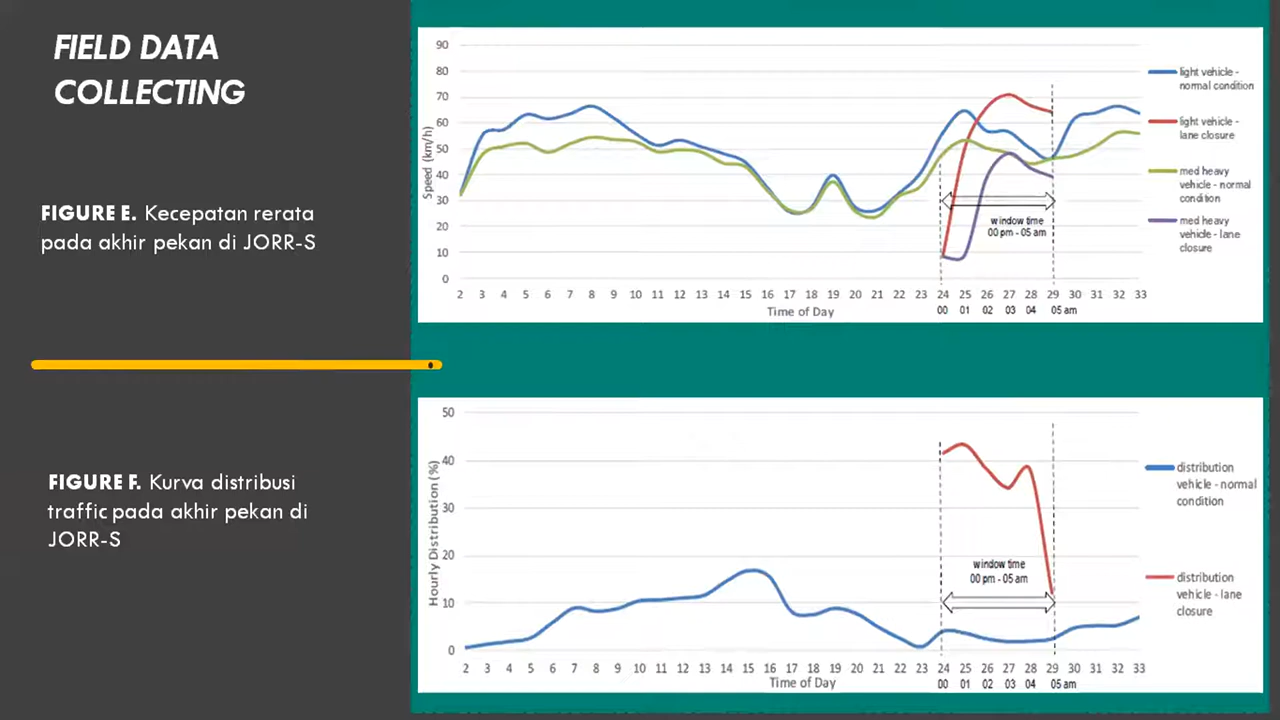 FIELD DATA
COLLECTING
FIGURE E. Kecepatan rerata
pada akhir pekan di JORR-S
90
80
70
60
50
40
30
20
10
0
Speed (km/h)
2 3 4 5 6 7 8 9 10 11 12 13 14 15 16 17 18 19 20 21 22 23 24 25 26 27 28 29 30 31 32 33
00 01 02 03 04 05 am
Time of Day
window time
00 pm - 05 am
light vehicle -
normal condition
light vehicle -
lane closure
med heavy
vehicle - normal
condition
med heavy
vehicle - lane
closure
FIGURE F. Kurva distribusi
traffic pada akhir pekan di
JORR-S
50
40
30
20
10
0
Hourly Distribution (%)
window time
00 pm - 05 am
2 3 4 5 6 7 8 9 10 11 12 13 14 15 16 17 18 19 20 21 22 23 24 25 26 27 28 29 30 31 32 33
00 01 02 03 04 05 am
Time of Day
distribution
vehicle - normal
condition
distribution
vehicle - lane
closure